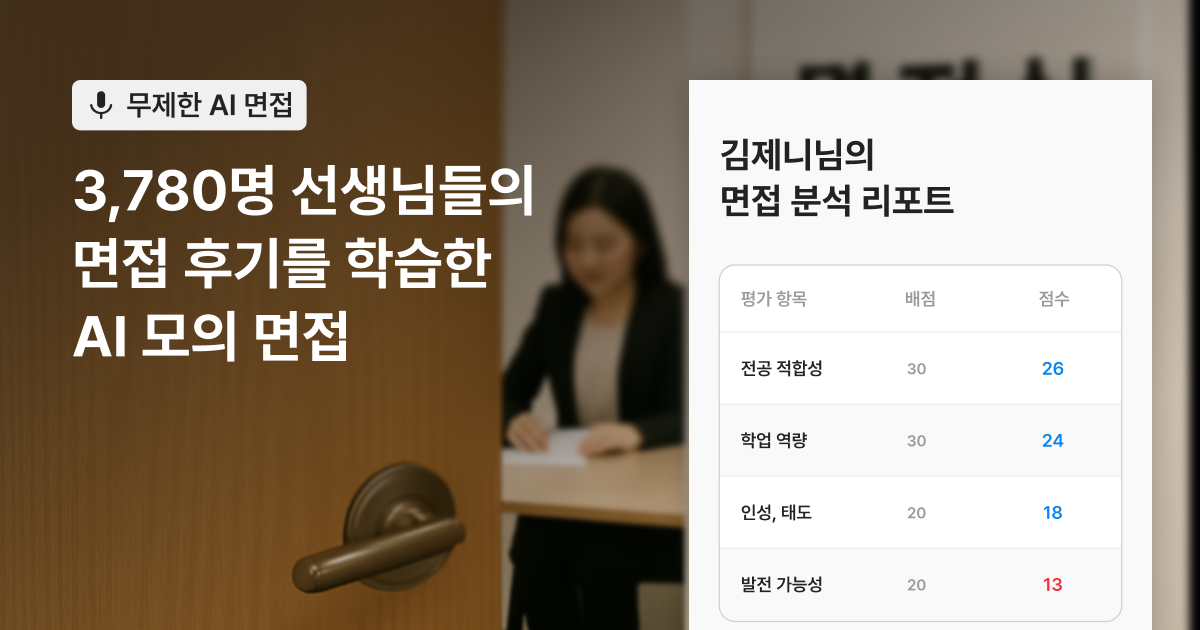 무제한 AI 면접
3,780명 선생님들의
면접 후기를 학습한
AI 모의 면접
김제니님의
면접 분석 리포트
평가 항목 배점 점수
전공 적합성 30 26
학업 역량 30 24
인성, 태도 20 18
발전 가능성 20 13